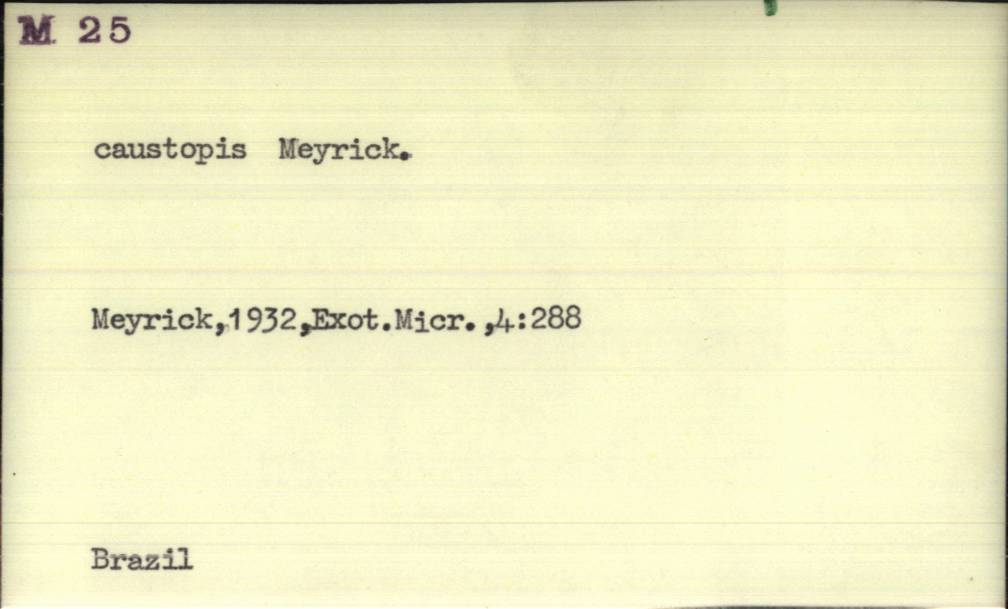 M 25
caustopis Meyrick.
Meyrick,1932,Exot.Micr.,4:288
Brazil